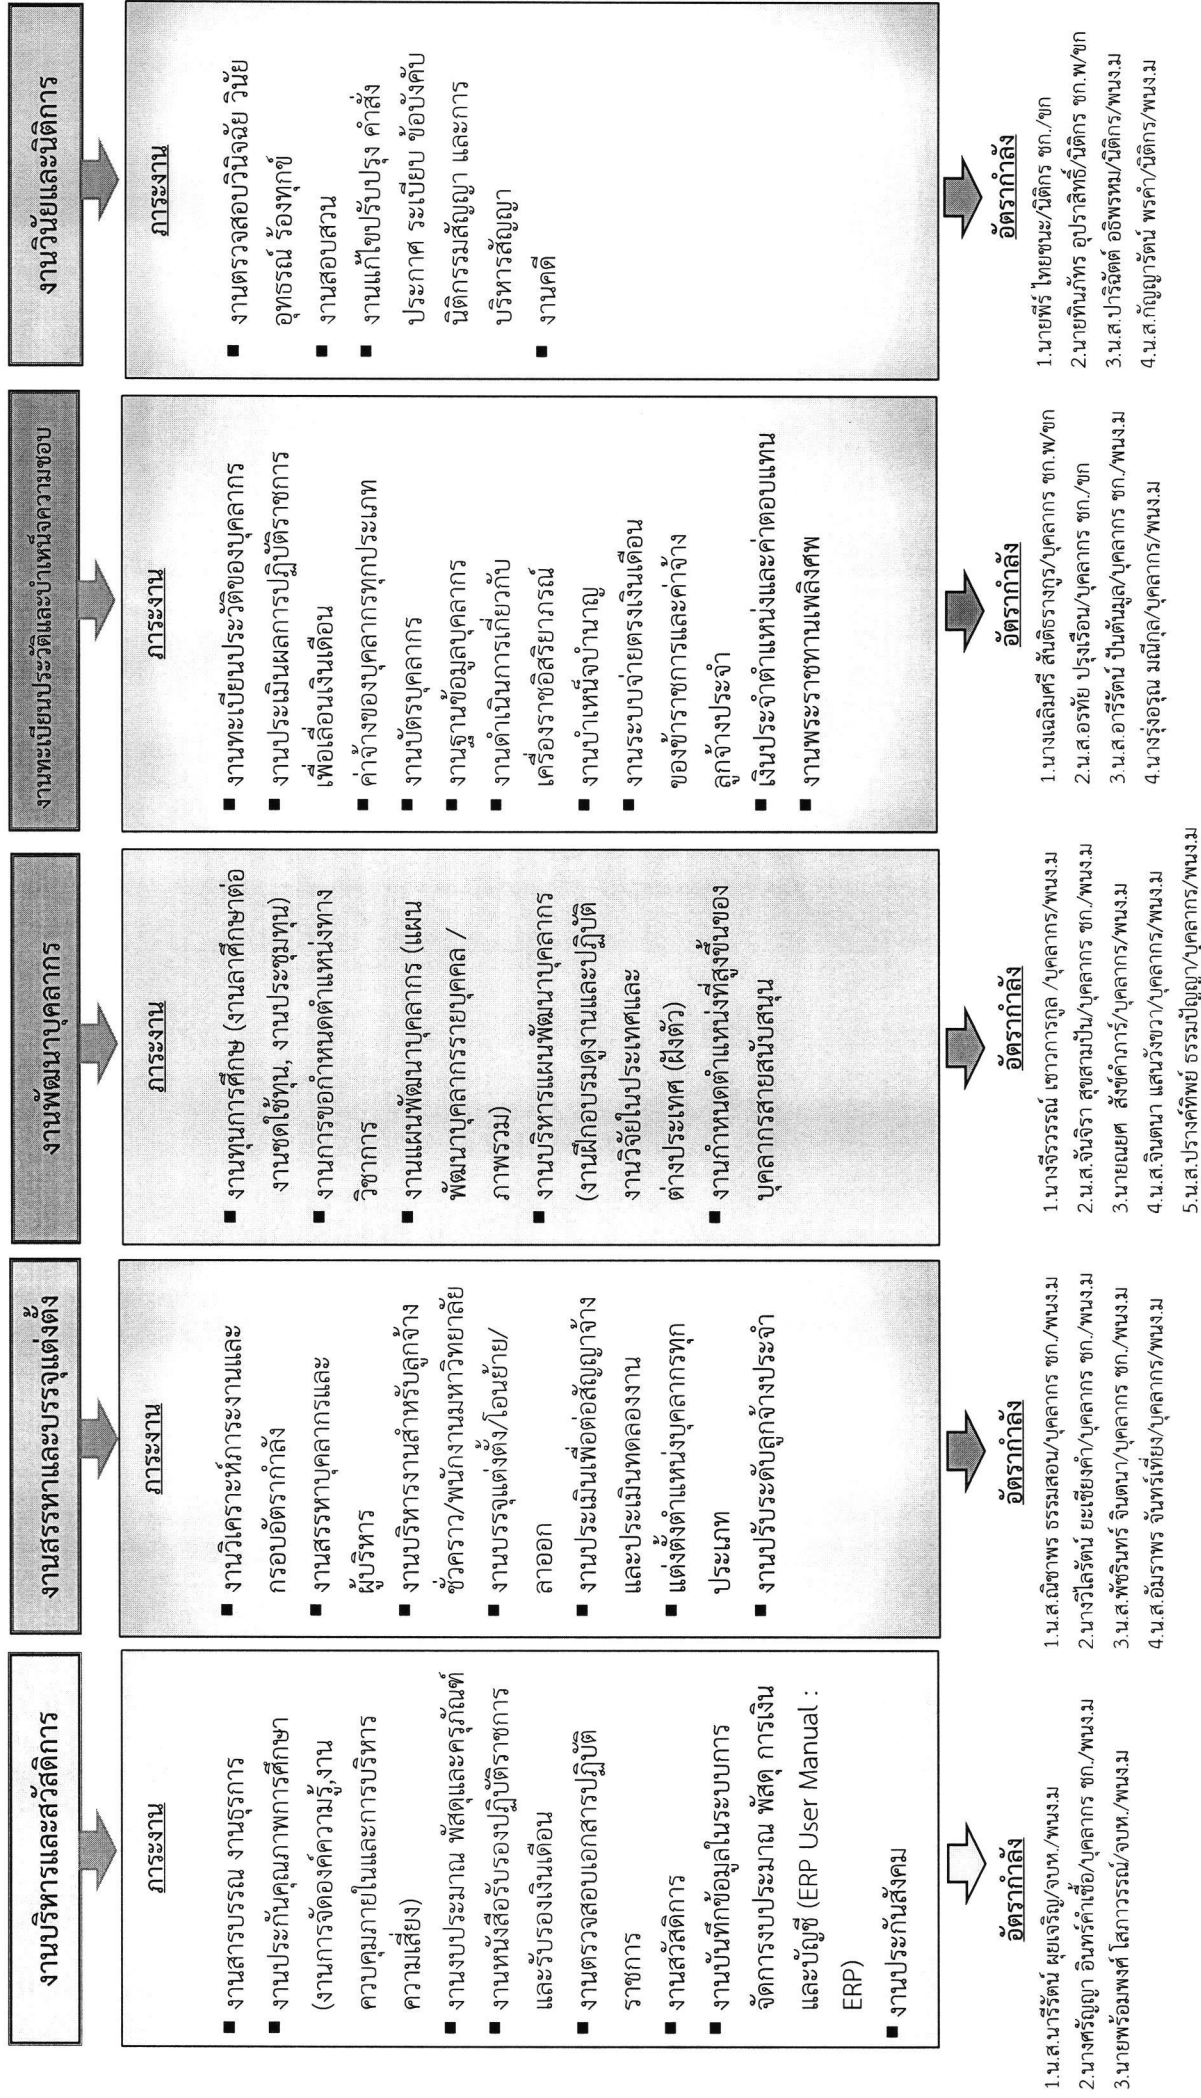 งานบริหารและสวัสดิการ
ภาระงาน
■ งานสารบรรณ งานธุรการ
■ งานประกันคุณภาพการศึกษา
(งานการจัดองค์ความรู้,งาน
ควบคุมภายในและการบริหาร
ความเสี่ยง)
■ งานงบประมาณ พัสดุและครุภัณฑ์
■ งานหนังสือรับรองปฏิบัติราชการ
และรับรองเงินเดือน
■ งานตรวจสอบเอกสารปฏิบัติ
ราชการ
■ งานสวัสดิการ
■ งานบันทึกข้อมูลในระบบการ
จัดการงบประมาณ พัสดุ การเงิน
และบัญชี (ERP User Manual :
ERP)
■ งานประกันสังคม
อัตรากำลัง
1.น.ส.นารีรัตน์ ผุยเจริญ/จบห./พนง.ม
2.นางศรัญญา อินทร์คำเชื้อ/บุคลากร ชก./พนง.ม
3.นายพร้อมพงศ์ โสภาวรรณ์/จบห./พนง.ม
งานสรรหาและบรรจุแต่งตั้ง
ภาระงาน
■ งานวิเคราะห์ภาระงานและ
กรอบอัตรากำลัง
■ งานสรรหาบุคลากรและ
ผู้บริหาร
■ งานบริหารงานสำหรับลูกจ้าง
ชั่วคราว/พนักงานมหาวิทยาลัย
■ งานบรรจุแต่งตั้ง/โอนย้าย/
ลาออก
■ งานประเมินเพื่อต่อสัญญาจ้าง
และประเมินทดลองงาน
■ แต่งตั้งตำแหน่งบุคลากรทุก
ประเภท
■ งานปรับระดับลูกจ้างประจำ
อัตรากำลัง
1.น.ส.ณิชาพร ธรรมสอน/บุคลากร ชก./พนง.ม
2.นางวิไลรัตน์ ยะเชียงคำ/บุคลากร ชก./พนง.ม
3.น.ส.พัชรินทร์ จินตนา/บุคลากร ชก./พนง.ม
4.น.ส.อัมราพร จันทร์เที่ยง/บุคลากร/พนง.ม
งานพัฒนาบุคลากร
ภาระงาน
■ งานทุนการศึกษ (งานลาศึกษาต่อ
งานชดใช้ทุน, งานประชุมทุน)
■ งานการขอกำหนดตำแหน่งทาง
วิชาการ
■ งานแผนพัฒนาบุคลากร (แผน
พัฒนาบุคลากรรายบุคคล /
ภาพรวม)
■ งานบริหารแผนพัฒนาบุคลากร
(งานฝึกอบรมดูงานและปฏิบัติ
งานวิจัยในประเทศและ
ต่างประเทศ (ฝังตัว)
■ งานกำหนดตำแหน่งที่สูงขึ้นของ
บุคลากรสายสนับสนุน
อัตรากำลัง
1.นางจีรวรรณ์ เชาวการกูล /บุคลากร/พนง.ม
2.น.ส.จันจิรา สุขสามปัน/บุคลากร ชก./พนง.ม
3.นายณยศ สังข์คำภาร์/บุคลากร/พนง.ม
4.น.ส.จินตนา แสนวังขวา/บุคลากร/พนง.ม
5.น.ส.ปรางค์ทิพย์ ธรรมปัญญา/บุคลากร/พนง.ม
งานทะเบียนประวัติและบำเหน็จความชอบ
ภาระงาน
■ งานทะเบียนประวัติของบุคลากร
■ งานประเมินผลการปฏิบัติราชการ
เพื่อเลื่อนเงินเดือน
■ ค่าจ้างของบุคลากรทุกประเภท
■ งานบัตรบุคลากร
■ งานฐานข้อมูลบุคลากร
■ งานดำเนินการเกี่ยวกับ
เครื่องราชอิสริยาภรณ์
■ งานบำเหน็จบำนาญ
■ งานระบบจ่ายตรงเงินเดือน
ของข้าราชการและค่าจ้าง
ลูกจ้างประจำ
■ เงินประจำตำแหน่งและค่าตอบแทน
■ งานพระราชทานเพลิงศพ
อัตรากำลัง
1.นางเฉลิมศรี สันติธรางกูร/บุคลากร ชก.พ/ขก
2.น.ส.อรทัย ปรุงเรือน/บุคลากร ชก./ขก
3.น.ส.อารีรัตน์ ปันต้นมูล/บุคลากร ชก./พนง.ม
4.นางรุ่งอรุณ มณีกุล/บุคลากร/พนง.ม
งานวินัยและนิติการ
ภาระงาน
■ งานตรวจสอบวินิจฉัย วินัย
อุทธรณ์ ร้องทุกข์
■ งานสอบสวน
■ งานแก้ไขปรับปรุง คำสั่ง
ประกาศ ระเบียบ ข้อบังคับ
นิติกรรมสัญญา และการ
บริหารสัญญา
■ งานคดี
อัตรากำลัง
1.นายพีร์ ไทยชนะ/นิติกร ชก./ขก
2.นายทินภัทร อุปราสิทธิ์/นิติกร ชก.พ/ขก
3.น.ส.ปาริฉัตต์ อธิพรหม/นิติกร/พนง.ม
4.น.ส.กัญญารัตน์ พรคำ/นิติกร/พนง.ม